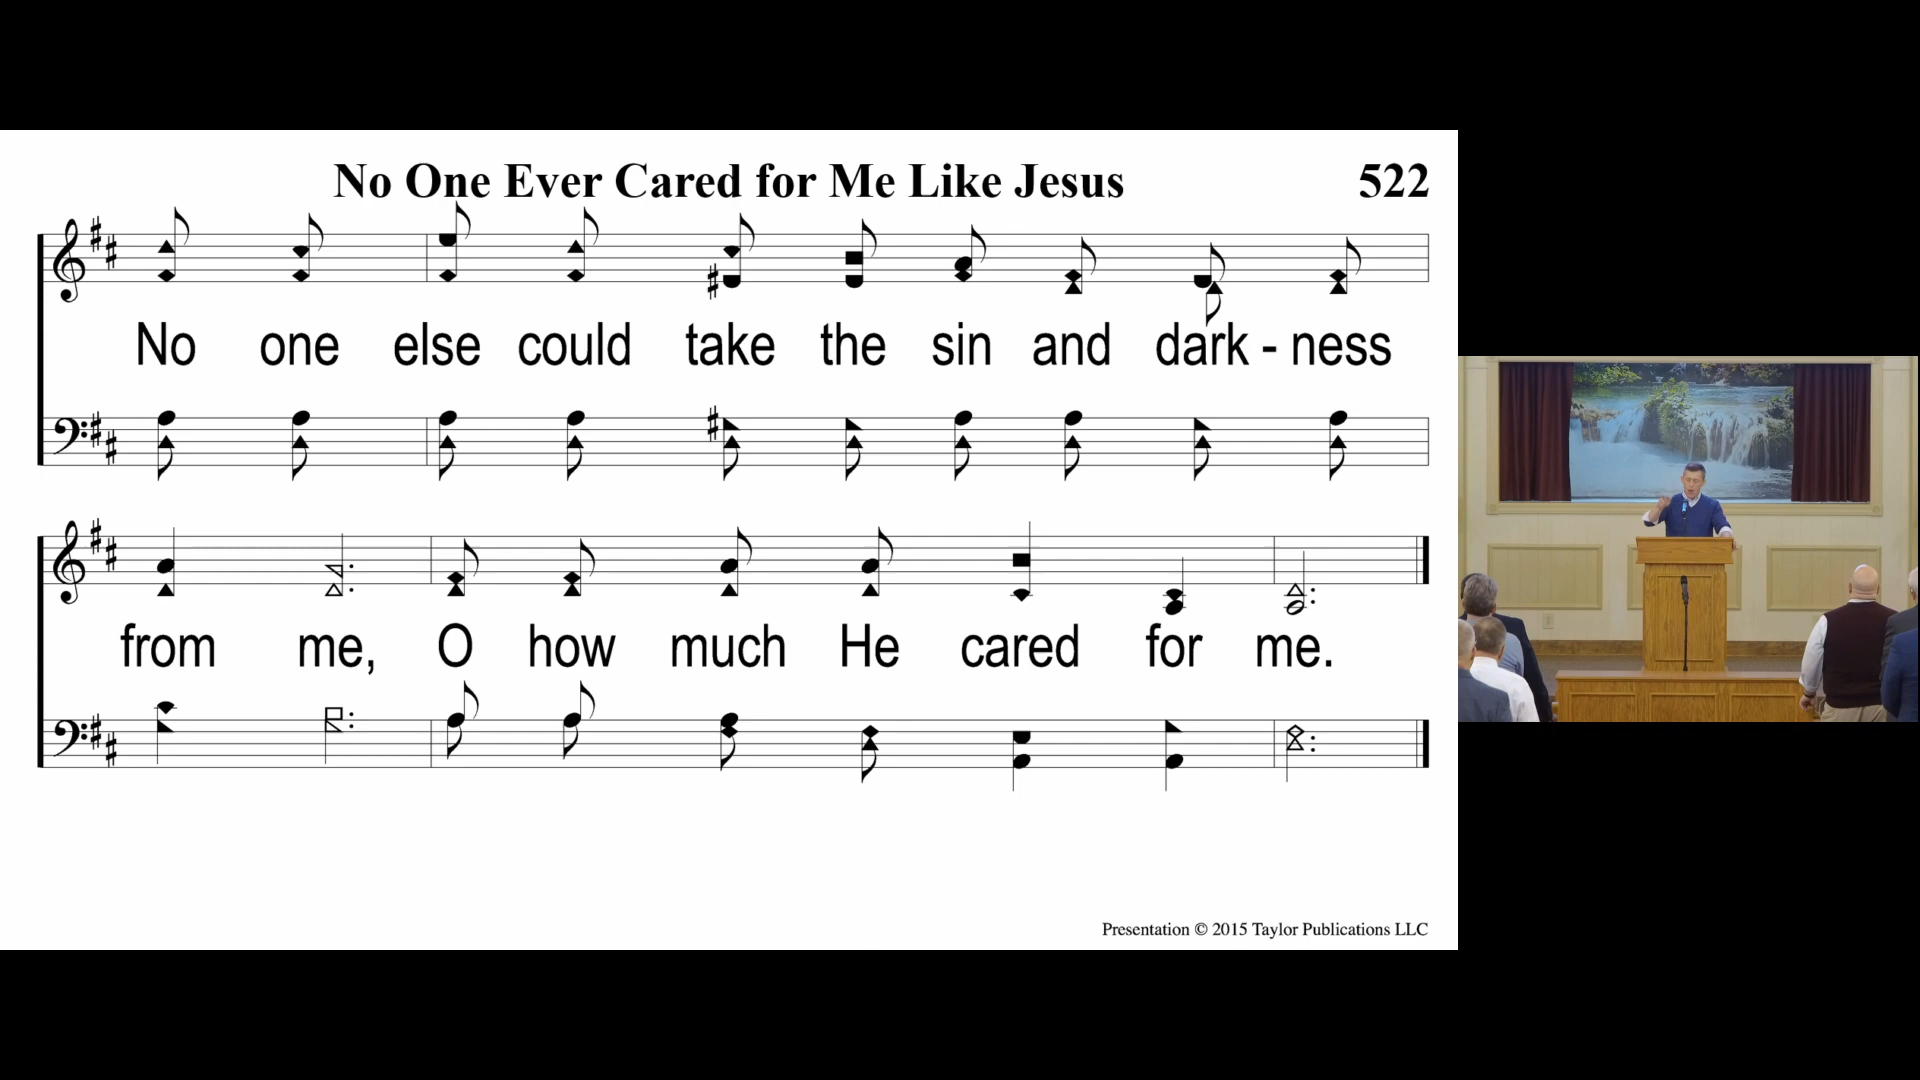 No One Ever Cared for Me Like Jesus 522
No one else could take the sin and dark - ness
from me, O how much He cared for me.
Presentation © 2015 Taylor Publications LLC